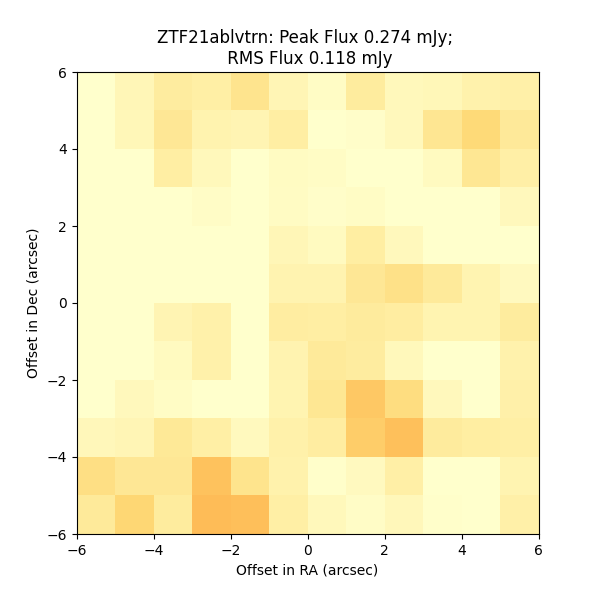 ZTF21ablvtrn: Peak Flux 0.274 mJy;
RMS Flux 0.118 mJy
6
4
2
0
−2
−4
−6
Offset in Dec (arcsec)
−6 −4 −2 0 2 4 6
Offset in RA (arcsec)